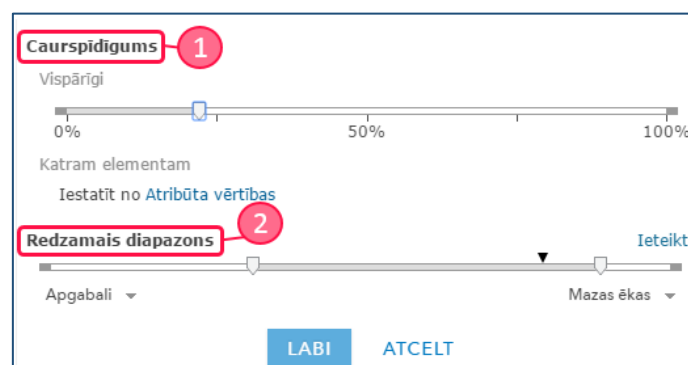 Caurspīdīgums 1
Vispārīgi
0% 50% 100%
Katram elementam
Iestatīt no Atribūta vērtības
2
Redzamais diapazons Ieteikt
Apgabali Mazas ēkas
LABI ATCELT